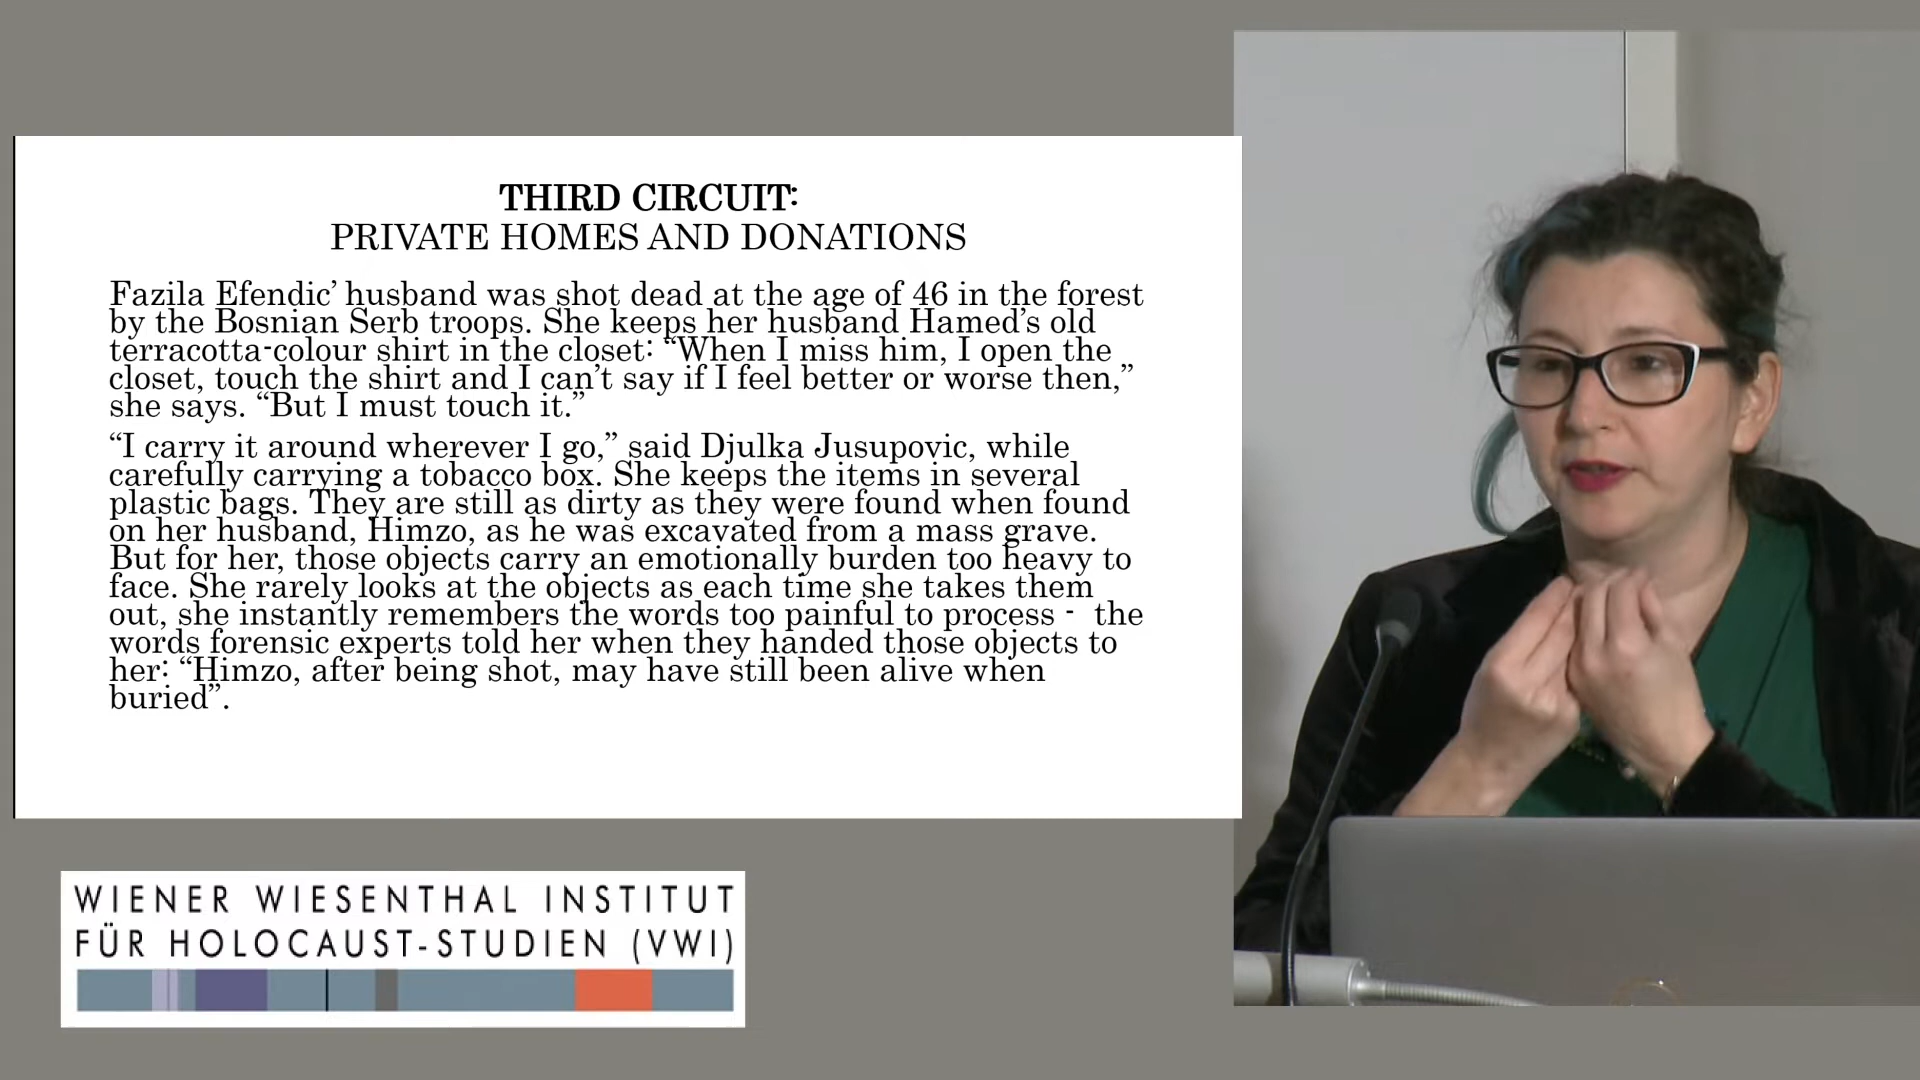 THIRD CIRCUIT:
PRIVATE HOMES AND DONATIONS
Fazila Efendic’ husband was shot dead at the age of 46 in the forest
by the Bosnian Serb troops. She keeps her husband Hamed’s old
terracotta-colour shirt in the closet: “When I miss him, I open the
closet, touch the shirt and I can’t say if I feel better or worse then,”
she says. “But I must touch it.”
“I carry it around wherever I go,” said Djulka Jusupovic, while
carefully carrying a tobacco box. She keeps the items in several
plastic bags. They are still as dirty as they were found when found
on her husband, Himzo, as he was excavated from a mass grave.
But for her, those objects carry an emotionally burden too heavy to
face. She rarely looks at the objects as each time she takes them
out, she instantly remembers the words too painful to process - the
words forensic experts told her when they handed those objects to
her: “Himzo, after being shot, may have still been alive when
buried”.
WIENER WIESENTHAL INSTITUT
FÜR HOLOCAUST-STUDIEN (VWI)